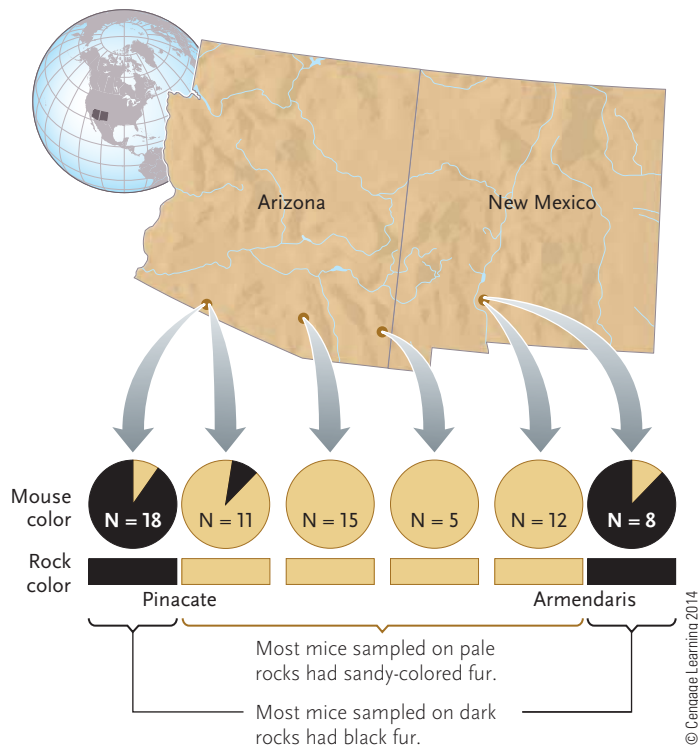 Arizona
New Mexico
Mouse
color
N = 18
N = 11
N = 15
N = 5
N = 12
N = 8
Rock
color
Pinacate
Armendaris
Most mice sampled on pale
rocks had sandy-colored fur.
Most mice sampled on dark
rocks had black fur.
© Cengage Learning 2014